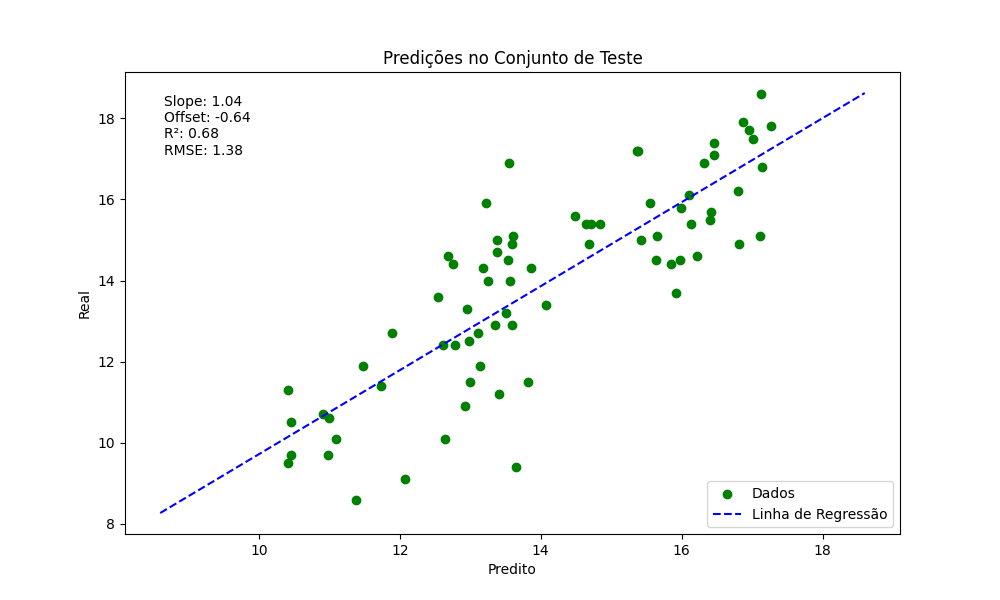 Predições no Conjunto de Teste
Slope: 1.04
Offset: -0.64
R²: 0.68
RMSE: 1.38
Real
18
16
14
12
10
8
10 12 14 16 18
Predito
Dados
Linha de Regressão